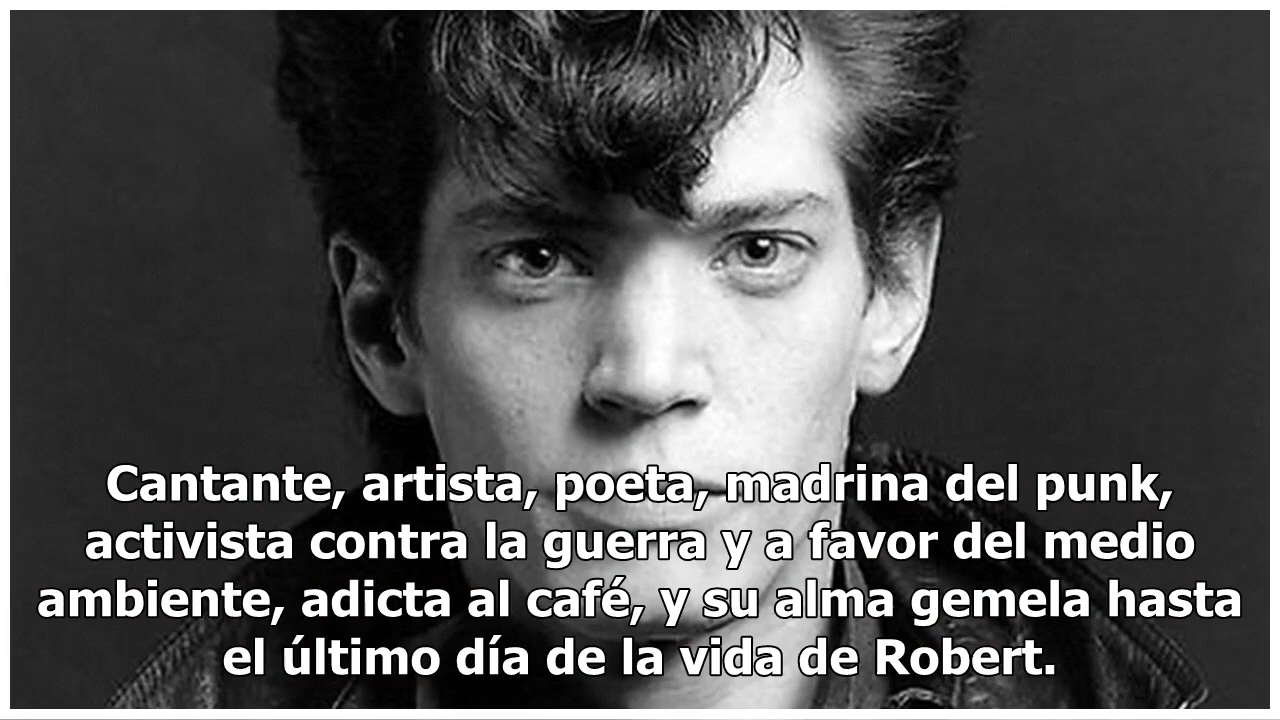 Cantante, artista, poeta, madrina del punk,
activista contra la guerra y a favor del medio
ambiente, adicta al café, y su alma gemela hasta
el último día de la vida de Robert.